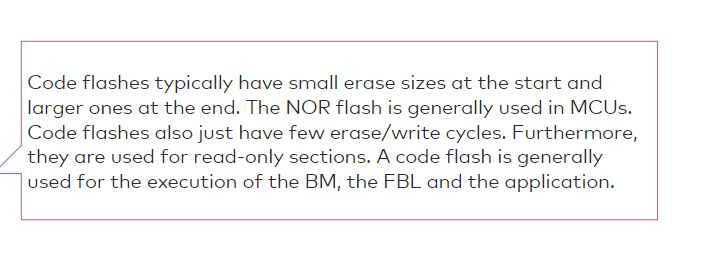 Code flashes typically have small erase sizes at the start and
larger ones at the end. The NOR flash is generally used in MCUs.
Code flashes also just have few erase/write cycles. Furthermore,
they are used for read-only sections. A code flash is generally
used for the execution of the BM, the FBL and the application.